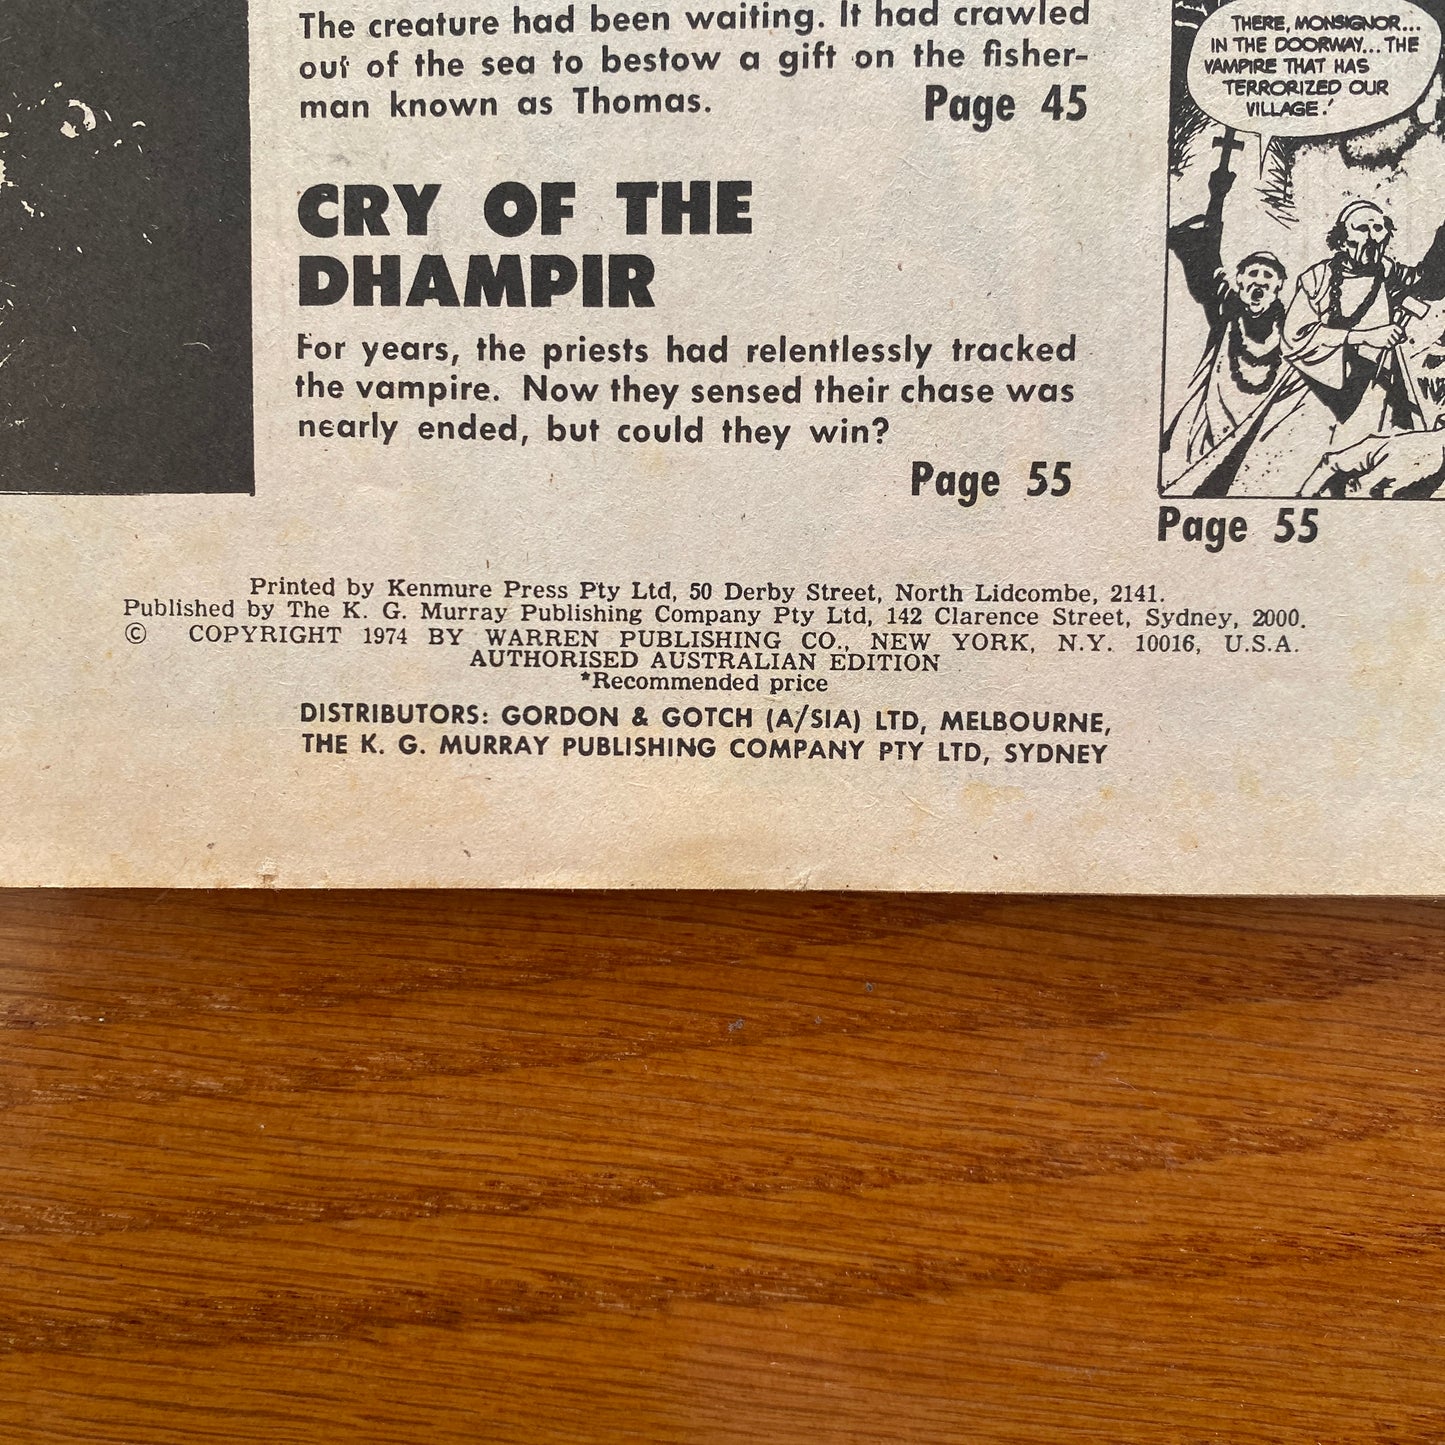 The creature had been waiting. It had crawled
out of the sea to bestow a gift on the fisher-
man known as Thomas.
Page 45
CRY OF THE
DHAMPIR
For years, the priests had relentlessly tracked
the vampire. Now they sensed their chase was
nearly ended, but could they win?
Page 55
THERE, MONSIGNOR...
IN THE DOORWAY... THE
VAMPIRE THAT HAS
TERRORIZED OUR
VILLAGE!
Page 55
Printed by Kenmure Press Pty Ltd, 50 Derby Street, North Lidcombe, 2141.
Published by The K. G. Murray Publishing Company Pty Ltd, 142 Clarence Street, Sydney, 2000.
© COPYRIGHT 1974 BY WARREN PUBLISHING CO., NEW YORK, N.Y. 10016, U.S.A.
AUTHORISED AUSTRALIAN EDITION
*Recommended price
DISTRIBUTORS: GORDON & GOTCH (A/SIA) LTD, MELBOURNE,
THE K. G. MURRAY PUBLISHING COMPANY PTY LTD, SYDNEY